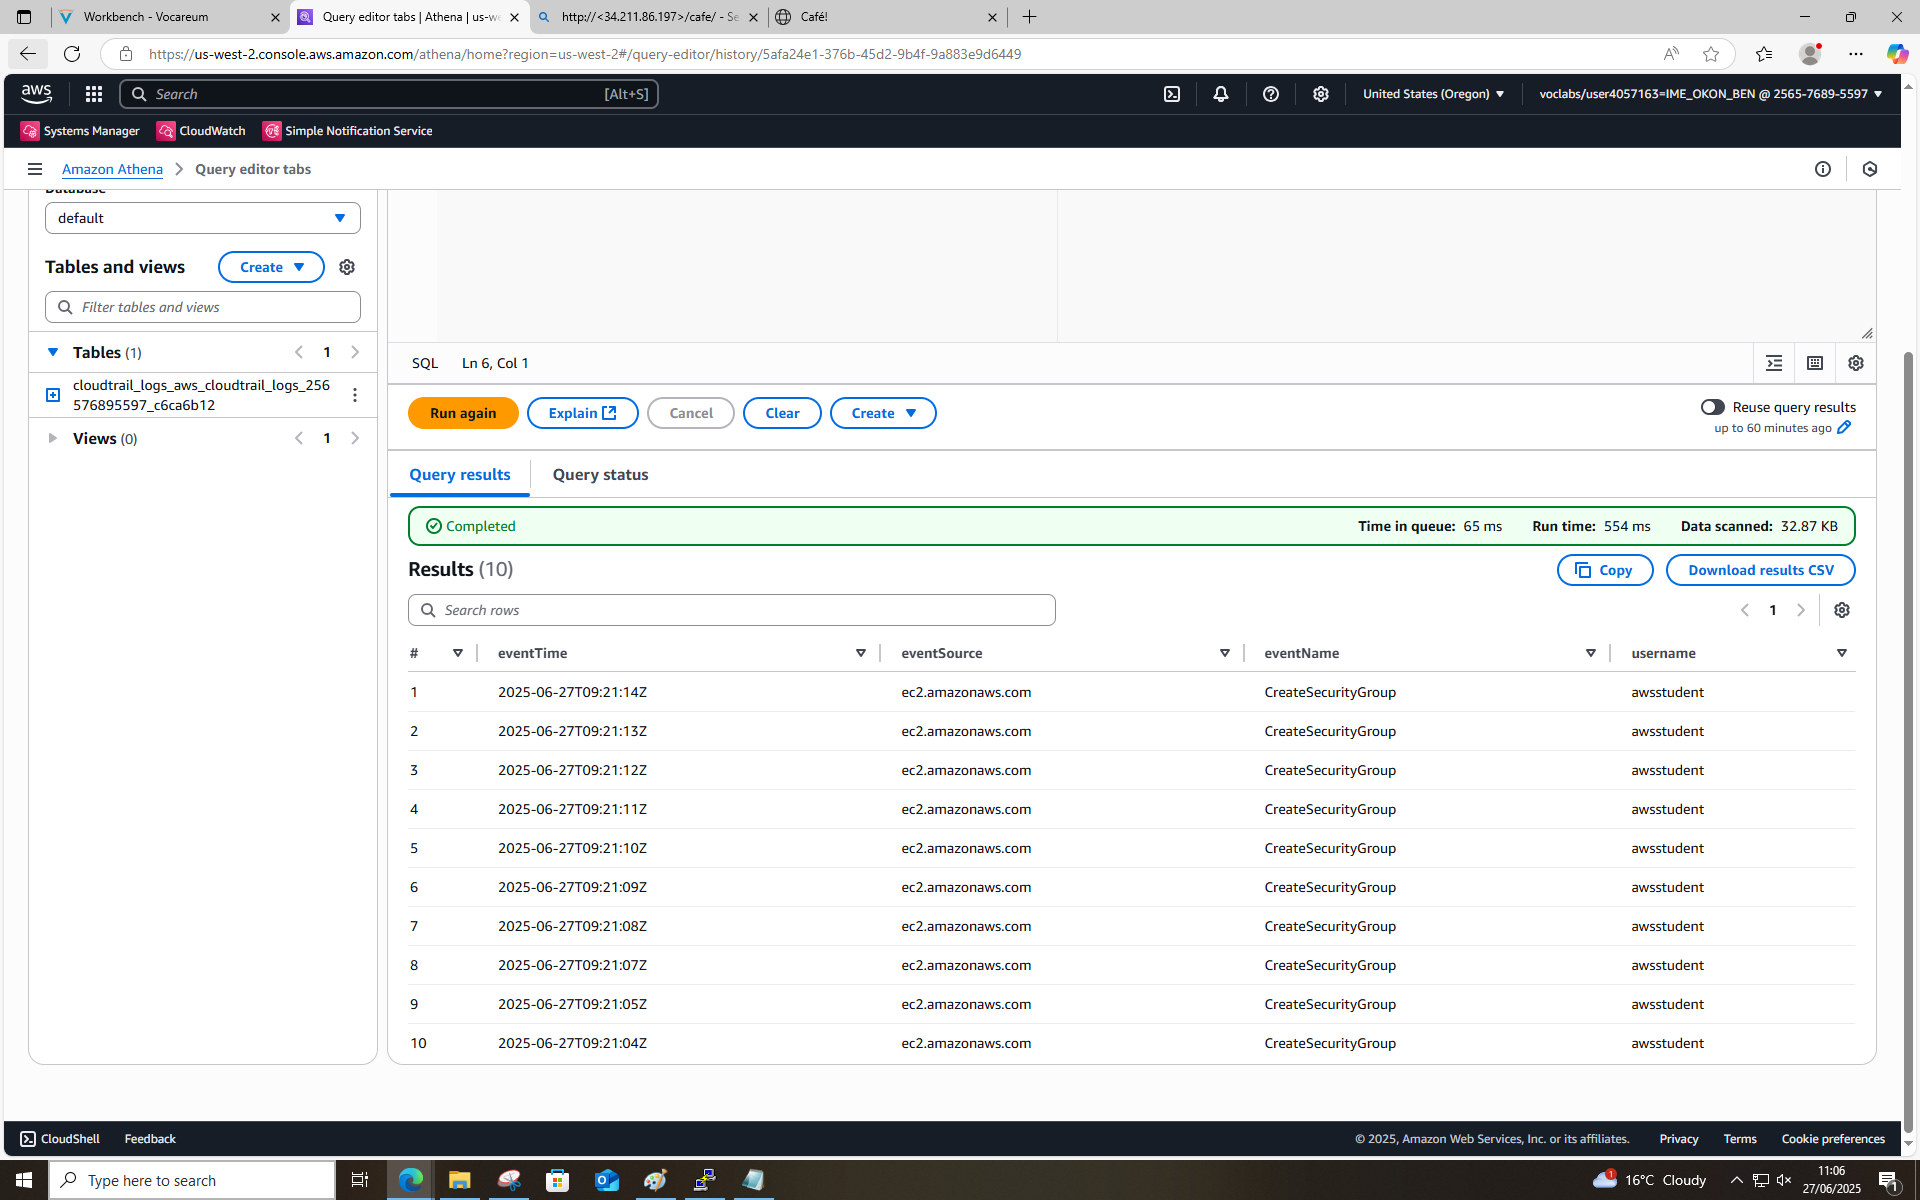 Workbench - Vocareum
Query editor tabs | Athena | us-we
http://<34.211.86.197>/cafe/ - Se
Café!
https://us-west-2.console.aws.amazon.com/athena/home?region=us-west-2#/query-editor/history/5afa24e1-376b-45d2-9b4f-9a883e9d6449
aws
Search
[Alt+S]
United States (Oregon)
voclabs/user4057163=IME_OKON_BEN @ 2565-7689-5597
Systems Manager
CloudWatch
Simple Notification Service
Amazon Athena
Query editor tabs
Database
default
Tables and views
Create
Filter tables and views
Tables (1)
1
cloudtrail_logs_aws_cloudtrail_logs_256
576895597_c6ca6b12
Views (0)
1
SQL
Ln 6, Col 1
Run again
Explain
Cancel
Clear
Create
Reuse query results
up to 60 minutes ago
Query results
Query status
Completed
Time in queue: 65 ms
Run time: 554 ms
Data scanned: 32.87 KB
Results (10)
Copy
Download results CSV
Search rows
1
# eventTime eventSource eventName username
1 2025-06-27T09:21:14Z ec2.amazonaws.com CreateSecurityGroup awsstudent
2 2025-06-27T09:21:13Z ec2.amazonaws.com CreateSecurityGroup awsstudent
3 2025-06-27T09:21:12Z ec2.amazonaws.com CreateSecurityGroup awsstudent
4 2025-06-27T09:21:11Z ec2.amazonaws.com CreateSecurityGroup awsstudent
5 2025-06-27T09:21:10Z ec2.amazonaws.com CreateSecurityGroup awsstudent
6 2025-06-27T09:21:09Z ec2.amazonaws.com CreateSecurityGroup awsstudent
7 2025-06-27T09:21:08Z ec2.amazonaws.com CreateSecurityGroup awsstudent
8 2025-06-27T09:21:07Z ec2.amazonaws.com CreateSecurityGroup awsstudent
9 2025-06-27T09:21:05Z ec2.amazonaws.com CreateSecurityGroup awsstudent
10 2025-06-27T09:21:04Z ec2.amazonaws.com CreateSecurityGroup awsstudent
CloudShell
Feedback
© 2025, Amazon Web Services, Inc. or its affiliates.
Privacy
Terms
Cookie preferences
Type here to search
1
16°C Cloudy
11:06
27/06/2025
1